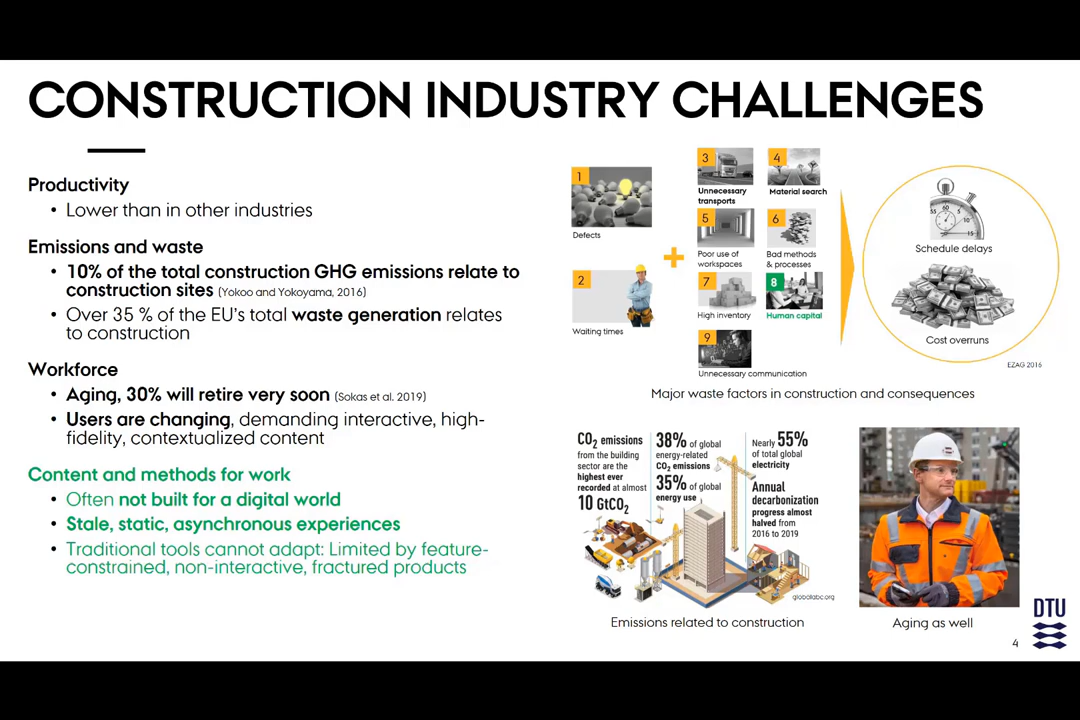 CONSTRUCTION INDUSTRY CHALLENGES
Productivity
• Lower than in other industries
Emissions and waste
• 10% of the total construction GHG emissions relate to
construction sites (Yokoo and Yokoyama, 2016)
• Over 35 % of the EU's total waste generation relates
to construction
Workforce
• Aging, 30% will retire very soon (Sokas et al. 2019)
• Users are changing, demanding interactive, high-
fidelity, contextualized content
Content and methods for work
• Often not built for a digital world
• Stale, static, asynchronous experiences
• Traditional tools cannot adapt: Limited by feature-
constrained, non-interactive, fractured products
1
Defects
2
Waiting times
+
3
Unnecessary
transports
4
Material search
5
Poor use of
workspaces
6
Bad methods
& processes
7
High inventory
8
Human capital
9
Unnecessary communication
60
55
5
10
15
Schedule delays
Cost overruns
EZAG 2016
Major waste factors in construction and consequences
CO2 emissions
from the building
sector are the
highest ever
recorded at almost
10 GtCO2
38% of global
energy-related
CO2 emissions
35% of global
energy use
Nearly 55%
of total global
electricity
Annual
decarbonization
progress almost
halved from
2016 to 2019
globalabc.org
Emissions related to construction
Aging as well
DTU
4